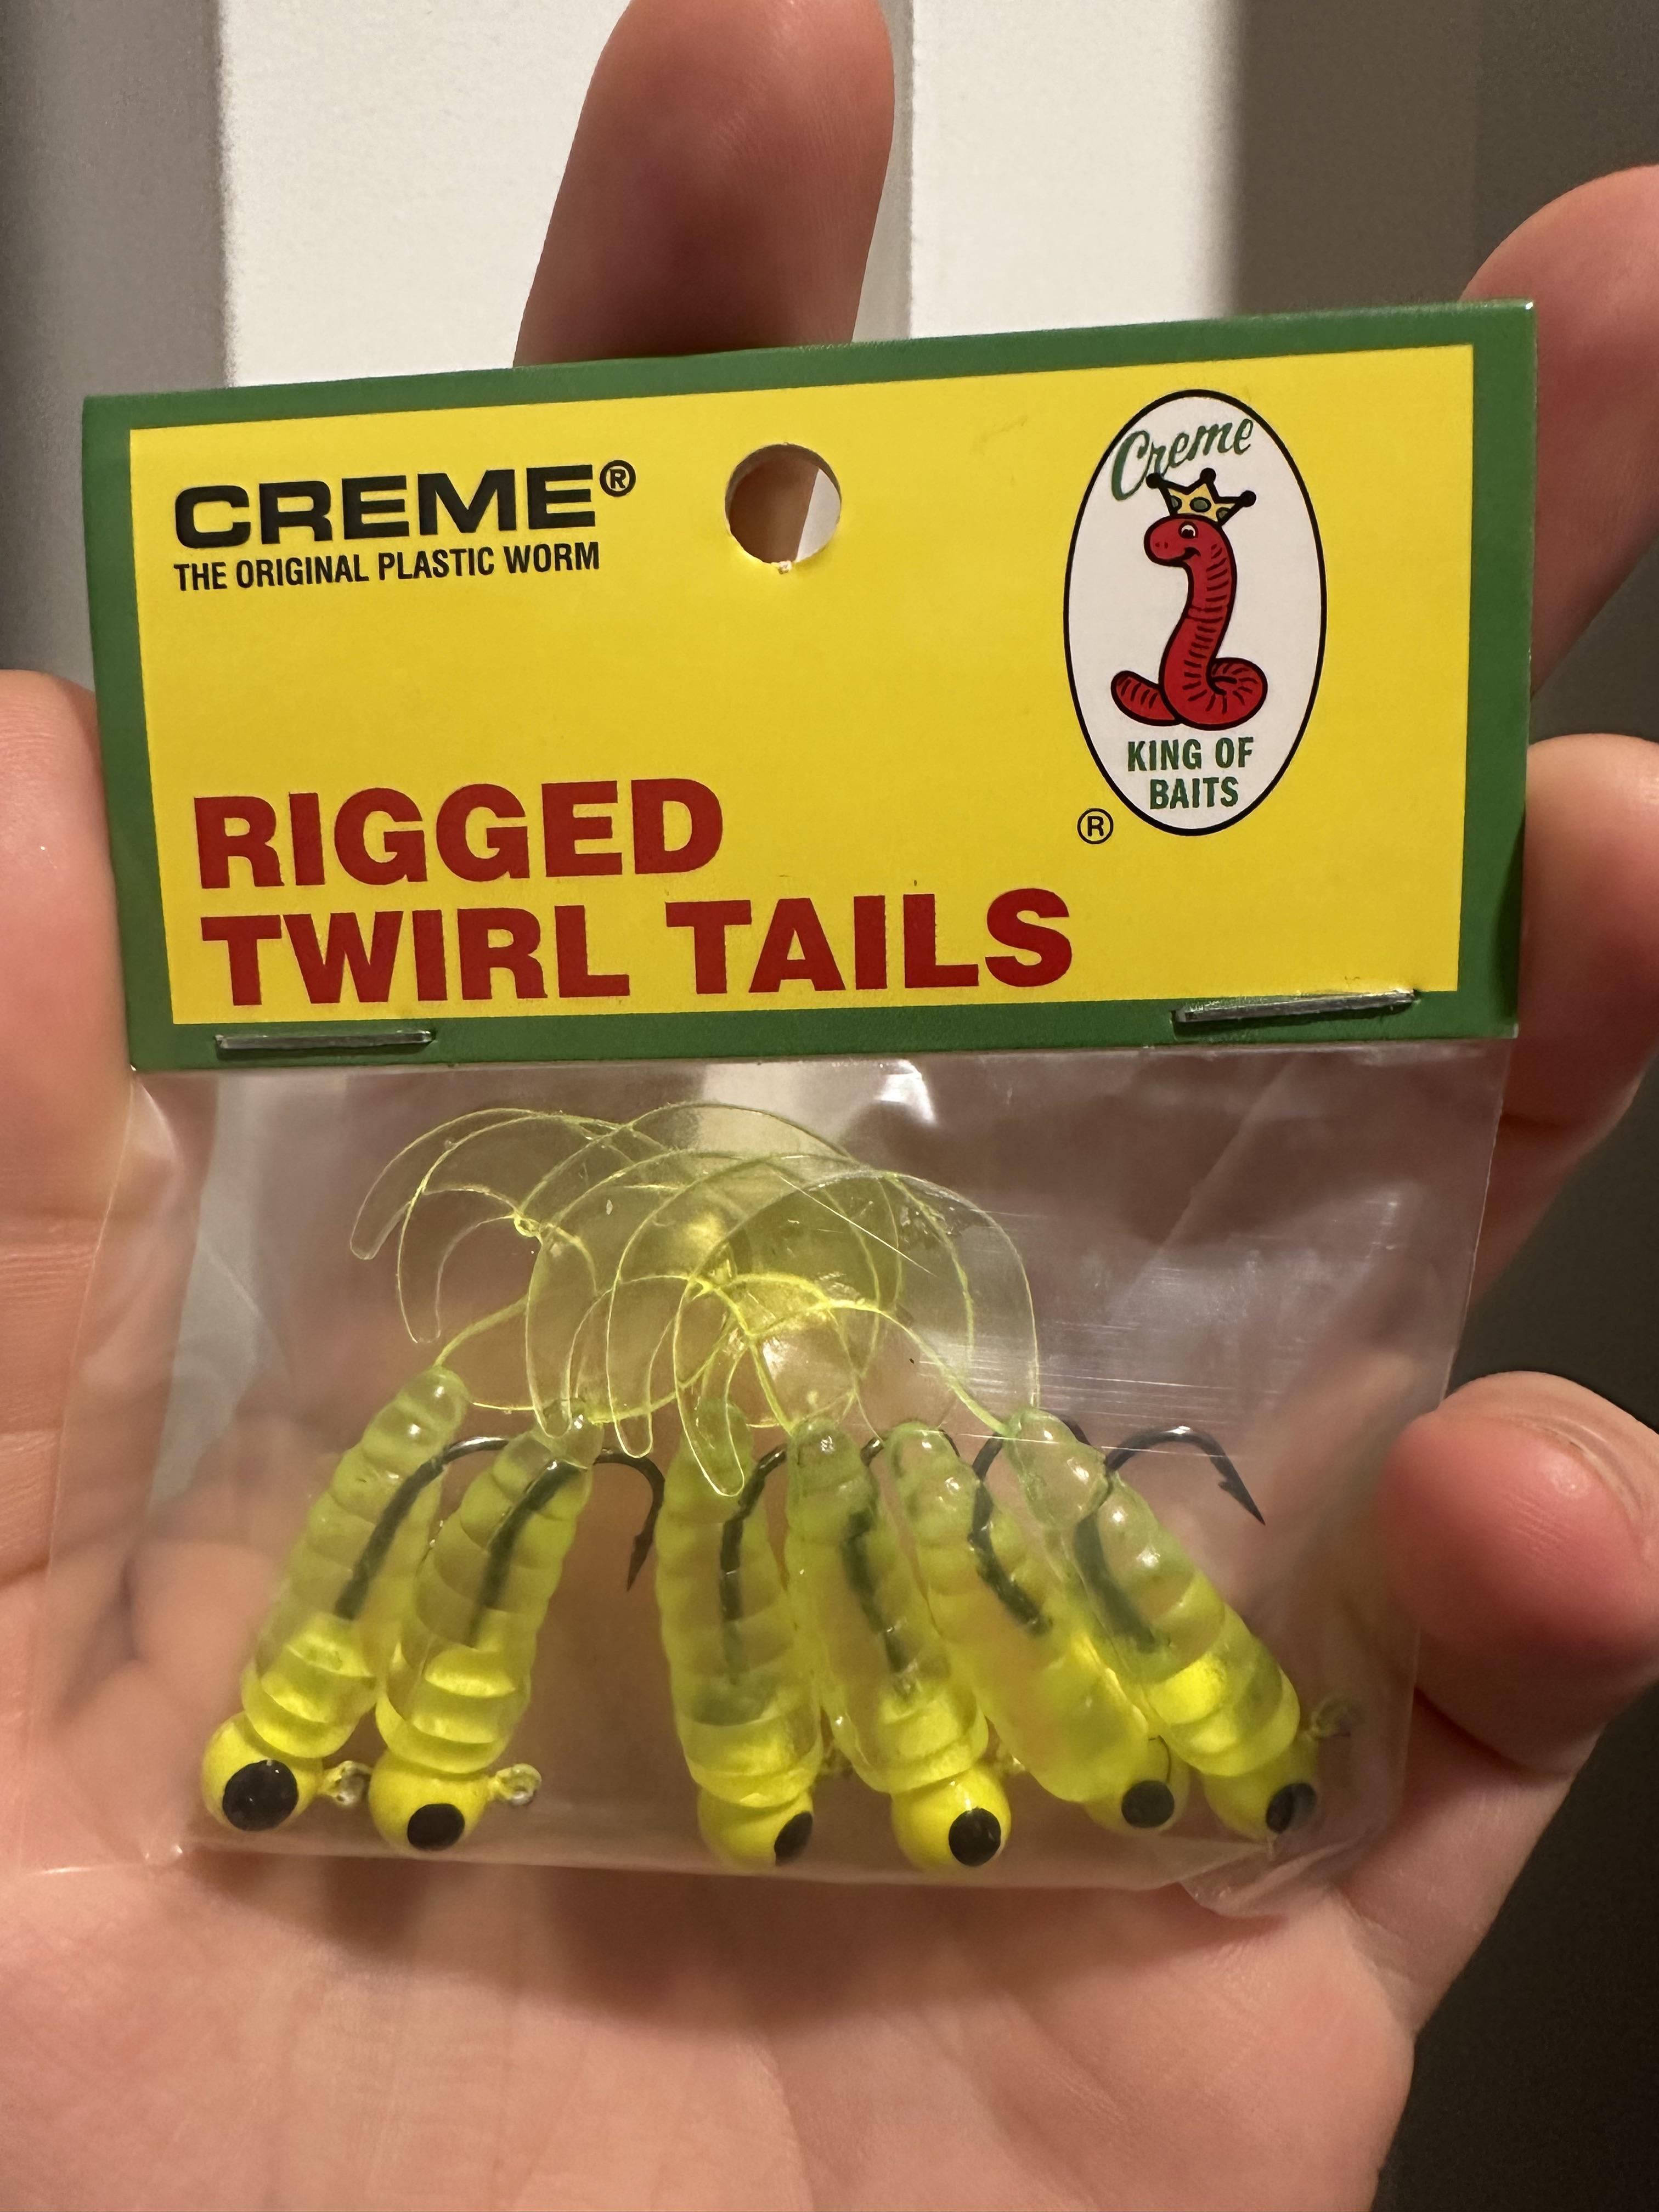 CREME®
THE ORIGINAL PLASTIC WORM
Creme
KING OF
BAITS
®
RIGGED
TWIRL TAILS